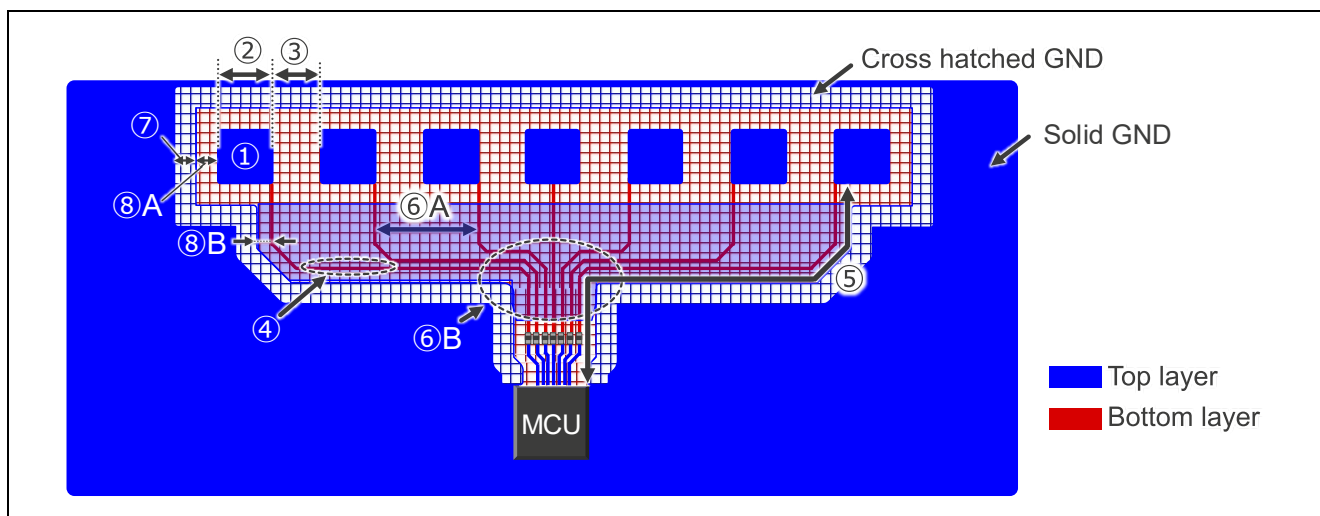 ② ③
Cross hatched GND
⑦
①
Solid GND
⑧A
⑥A
⑧B
⑤
④
⑥B
Top layer
MCU
Bottom layer